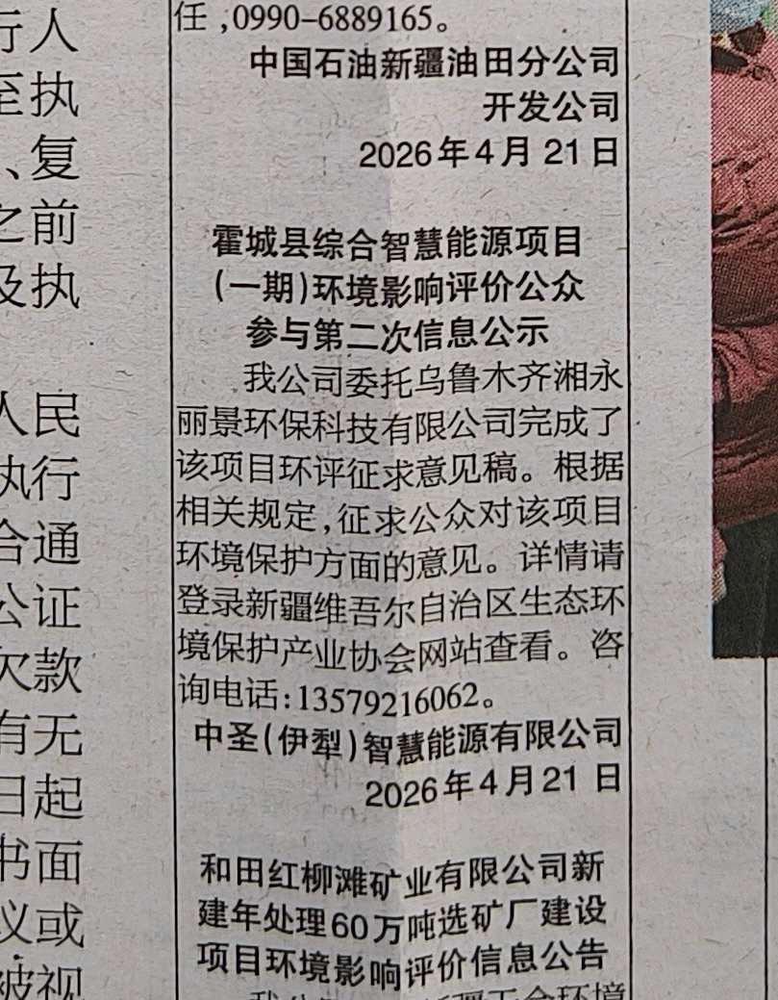 行人
至执
、复
之前
及执
人民
执行
合通
公证
欠款
有无
日起
书面
议或
被视
任,0990-6889165。
中国石油新疆油田分公司
开发公司
2026年4月21日
霍城县综合智慧能源项目
(一期)环境影响评价公众
参与第二次信息公示
我公司委托乌鲁木齐湘永
丽景环保科技有限公司完成了
该项目环评征求意见稿。根据
相关规定,征求公众对该项目
环境保护方面的意见。详情请
登录新疆维吾尔自治区生态环
境保护产业协会网站查看。咨
询电话:13579216062。
中圣(伊犁)智慧能源有限公司
2026年4月21日
和田红柳滩矿业有限公司新
建年处理60万吨选矿厂建设
项目环境影响评价信息公告